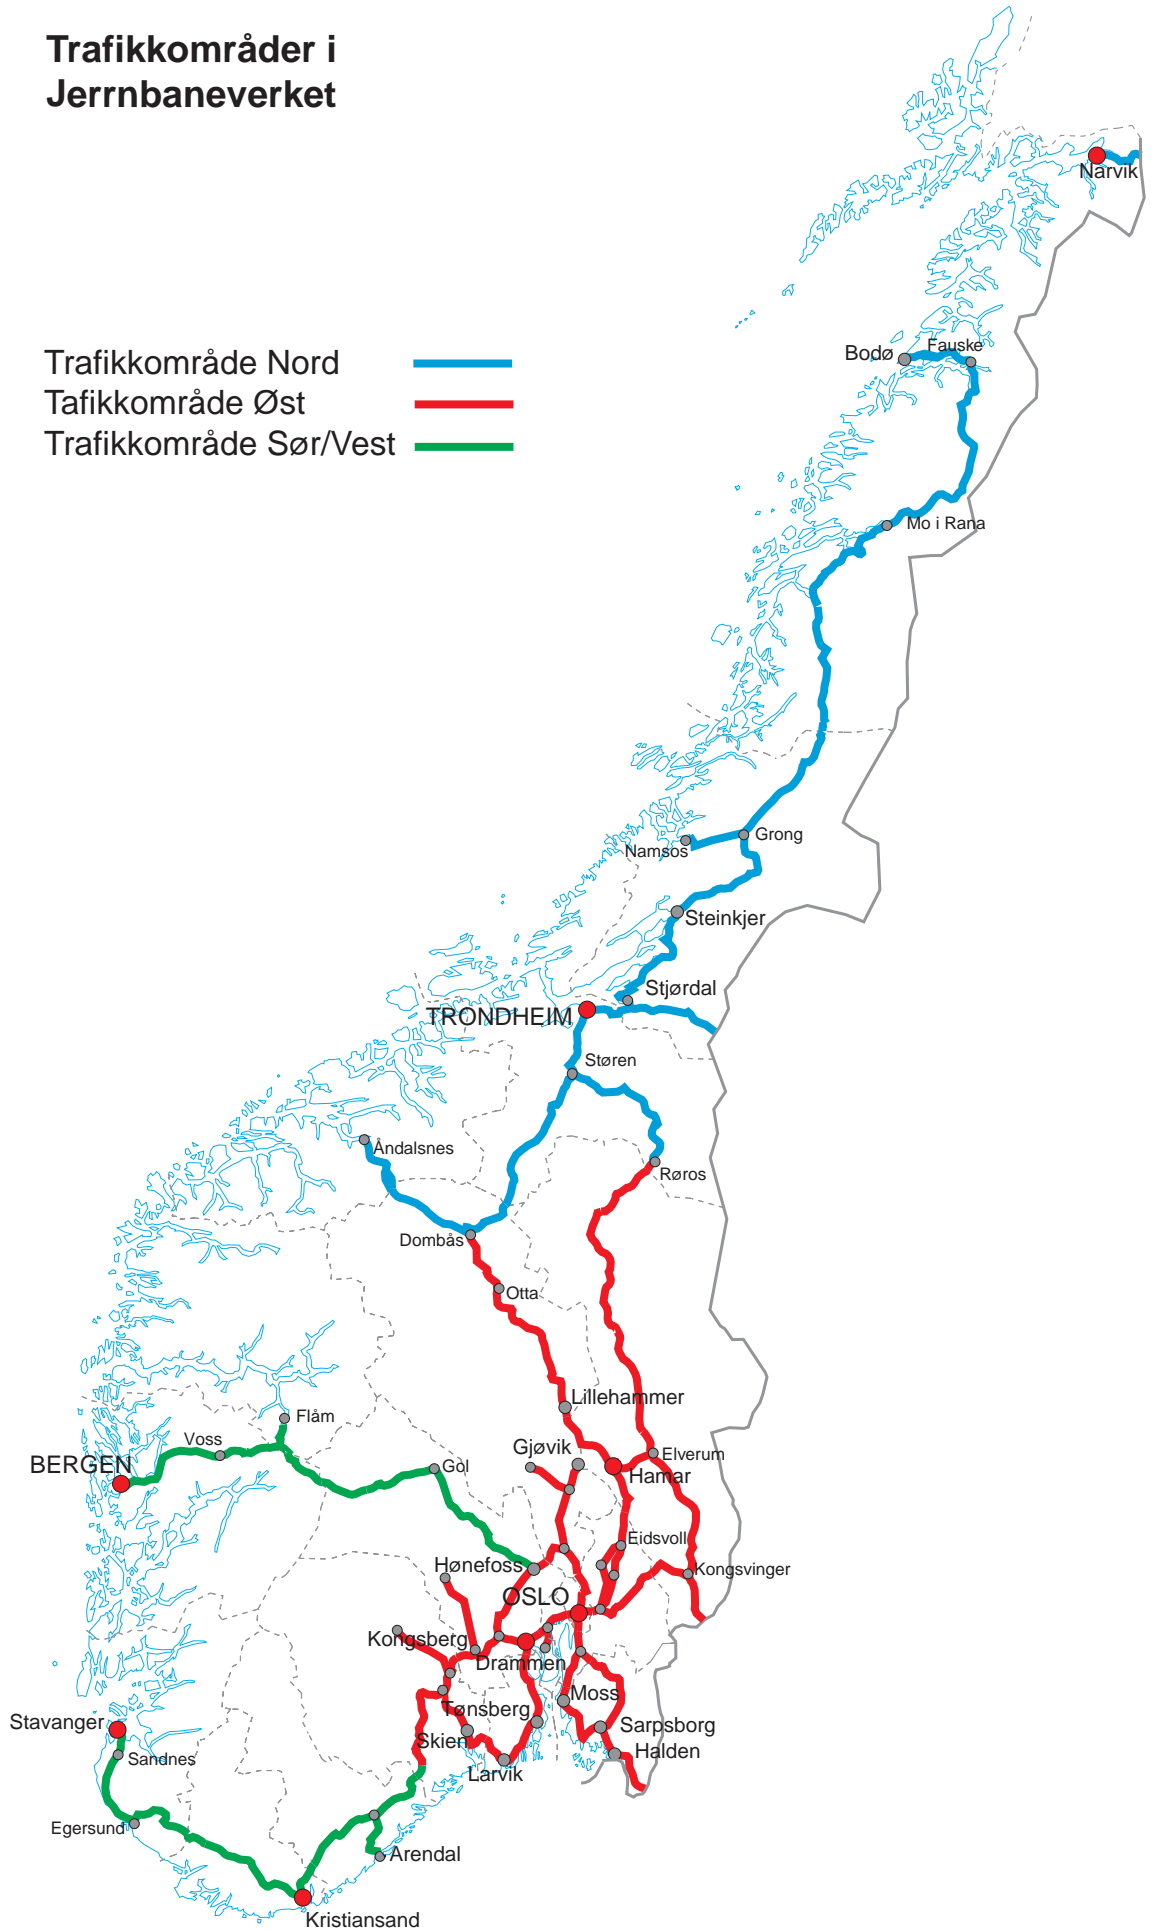 Trafikkområder i
Jerrnbaneverket
Narvik
Trafikkområde Nord
Tafikkområde Øst
Trafikkområde Sør/Vest
Bodø
Fauske
Mo i Rana
Grong
Namsos
Steinkjer
Stjørdal
TRONDHEIM
Støren
Åndalsnes
Røros
Dombås
Otta
Lillehammer
Flåm
Voss
Gjøvik
Elverum
BERGEN
Gol
Hamar
Eidsvoll
Hønefoss
Kongsvinger
OSLO
Kongsberg
Drammen
Moss
Tønsberg
Stavanger
Sarpsborg
Skien
Halden
Sandnes
Larvik
Egersund
Arendal
Kristiansand